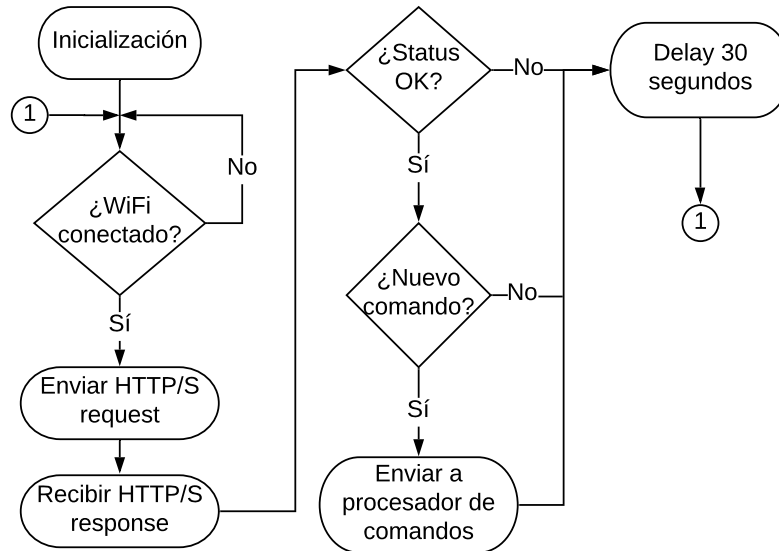 Inicialización
1
No
¿WiFi
conectado?
Sí
Enviar HTTP/S
request
Recibir HTTP/S
response
¿Status
OK?
No
Sí
¿Nuevo
comando?
No
Sí
Enviar a
procesador de
comandos
Delay 30
segundos
1